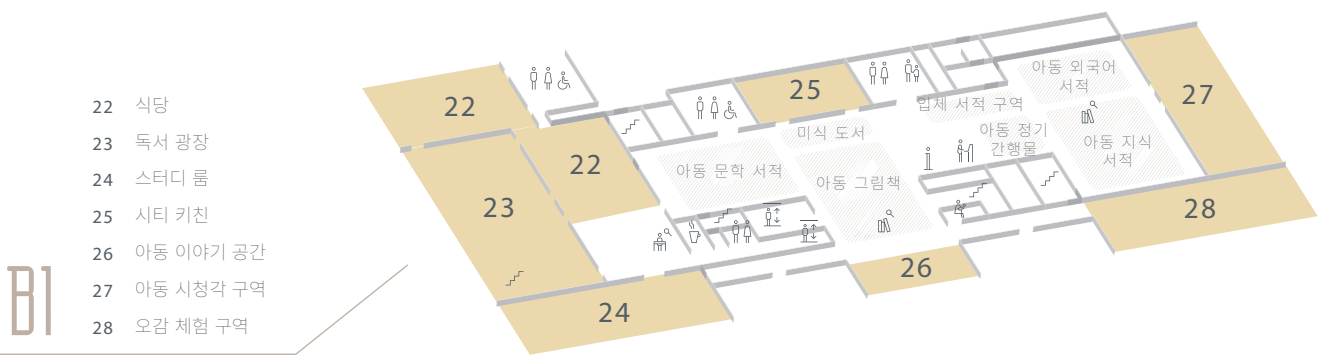 22 식당
23 독서 광장
24 스터디 룸
25 시티 키친
26 아동 이야기 공간
27 아동 시청각 구역
28 오감 체험 구역
B1
22
22
23
24
25
26
27
28
아동 외국어
서적
입체 서적 구역
미식 도서
아동 정기
간행물
아동 지식
서적
아동 문학 서적
아동 그림책